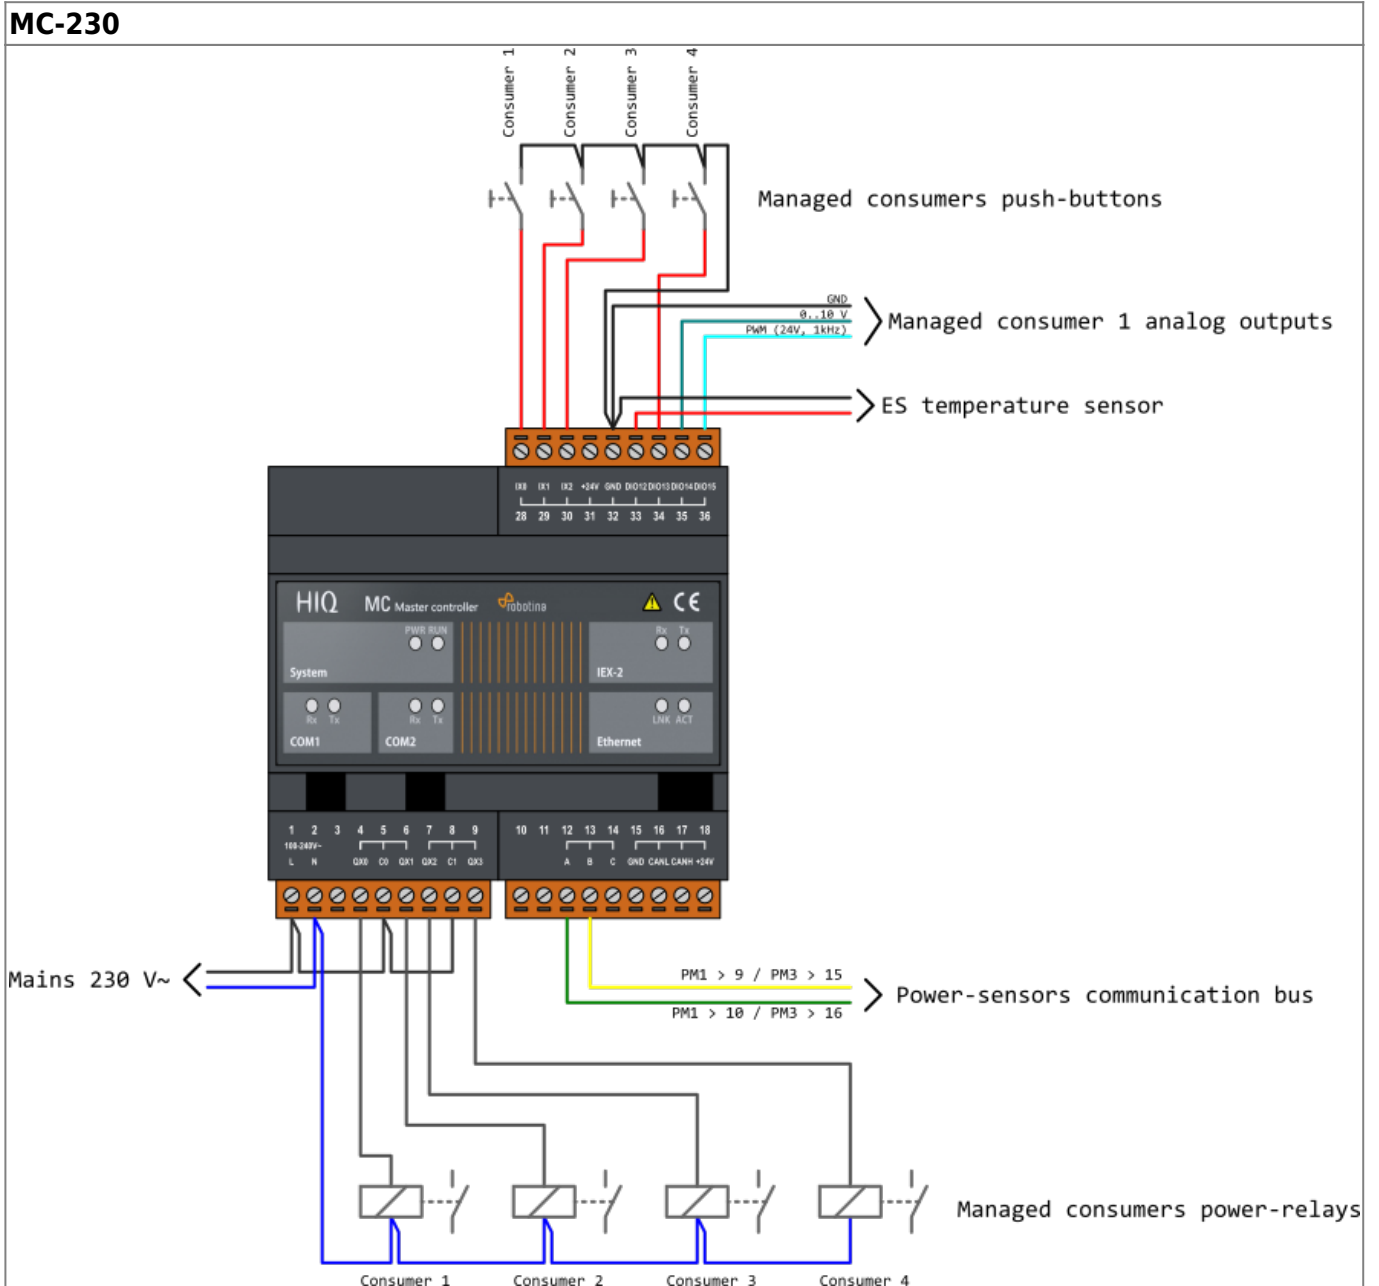 MC-230
Consumer 1
Consumer 2
Consumer 3
Consumer 4
Managed consumers push-buttons
GND
0..10 V
PWM (24V, 1kHz)
Managed consumer 1 analog outputs
ES temperature sensor
IX0 IX1 IX2 +24V GND DIO12 DIO13 DIO14 DIO15
28 29 30 31 32 33 34 35 36
HIQ MC Master controller robotina CE
PWR RUN
System
Rx Tx
IEX-2
Rx Tx
COM1
Rx Tx
COM2
LNK ACT
Ethernet
1 2 3 4 5 6 7 8 9
100-240V~
L N QX0 C0 QX1 QX2 C1 QX3
10 11 12 13 14 15 16 17 18
A B C GND CANL CANH +24V
Mains 230 V~
PM1 > 9 / PM3 > 15
PM1 > 10 / PM3 > 16
Power-sensors communication bus
Managed consumers power-relays
Consumer 1
Consumer 2
Consumer 3
Consumer 4